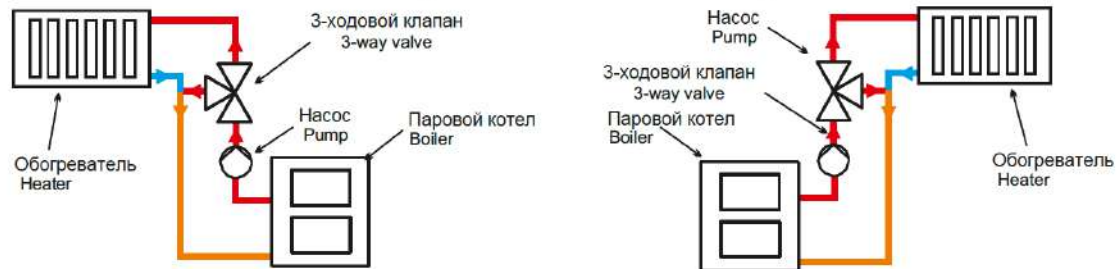 3-ходовой клапан
3-way valve
Насос
Pump
Паровой котел
Boiler
Обогреватель
Heater
Насос
Pump
3-ходовой клапан
3-way valve
Паровой котел
Boiler
Обогреватель
Heater